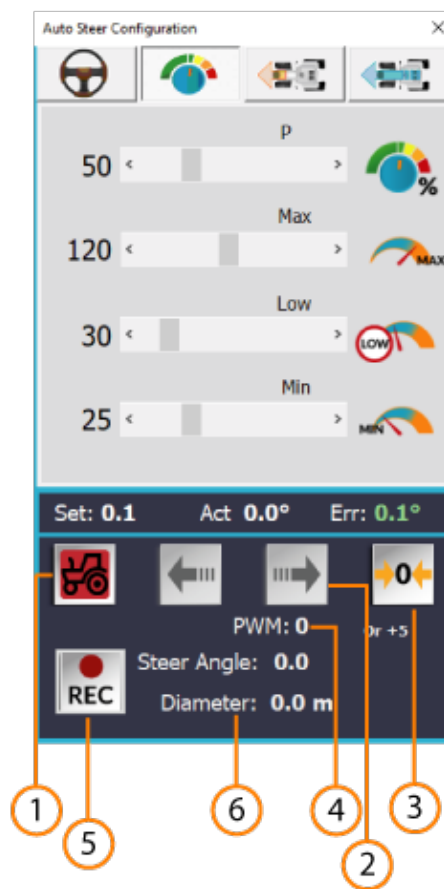 Auto Steer Configuration
P
50
%
Max
120
MAX
Low
30
LOW
Min
25
MIN
Set: 0.1 Act 0.0° Err: 0.1°
0
PWM: 0
Or +5
REC
Steer Angle: 0.0
Diameter: 0.0 m
1
5
6
4
2
3